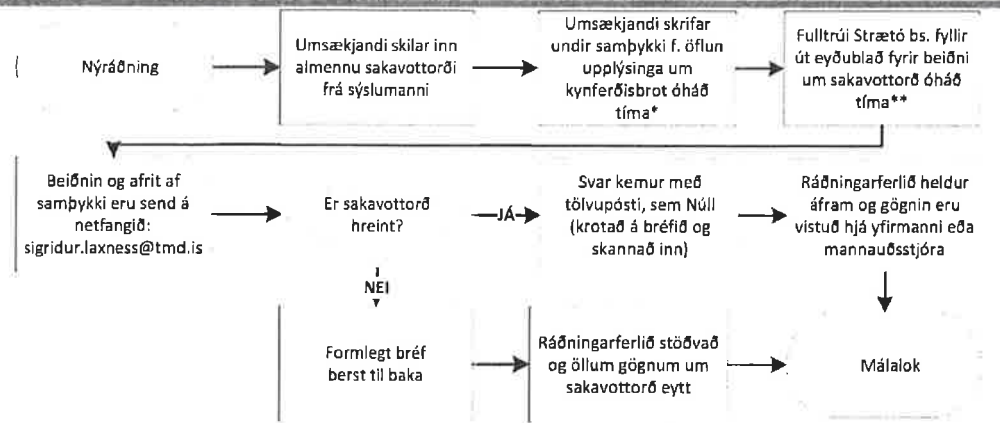 Nýráðning
Umsækjandi skilar inn
almennu sakavottorði
frá sýslumanni
Umsækjandi skrifar
undir samþykki f. öflun
upplýsinga um
kynferðisbrot óháð
tíma*
Fulltrúi Strætó bs. fyllir
út eyðublað fyrir beiðni
um sakavottorð óháð
tíma**
Beiðnin og afrit af
samþykki eru send á
netfangið:
sigridur.laxness@tmd.is
Er sakavottorð
hreint?
JÁ
Svar kemur með
tölvupósti, sem Núll
(krotað á bréfið og
skannað inn)
Ráðningarferlið heldur
áfram og gögnin eru
vistuð hjá yfirmanni eða
mannauðsstjóra
NEI
Formlegt bréf
berst til baka
Ráðningarferlið stöðvað
og öllum gögnum um
sakavottorð eytt
Málalok